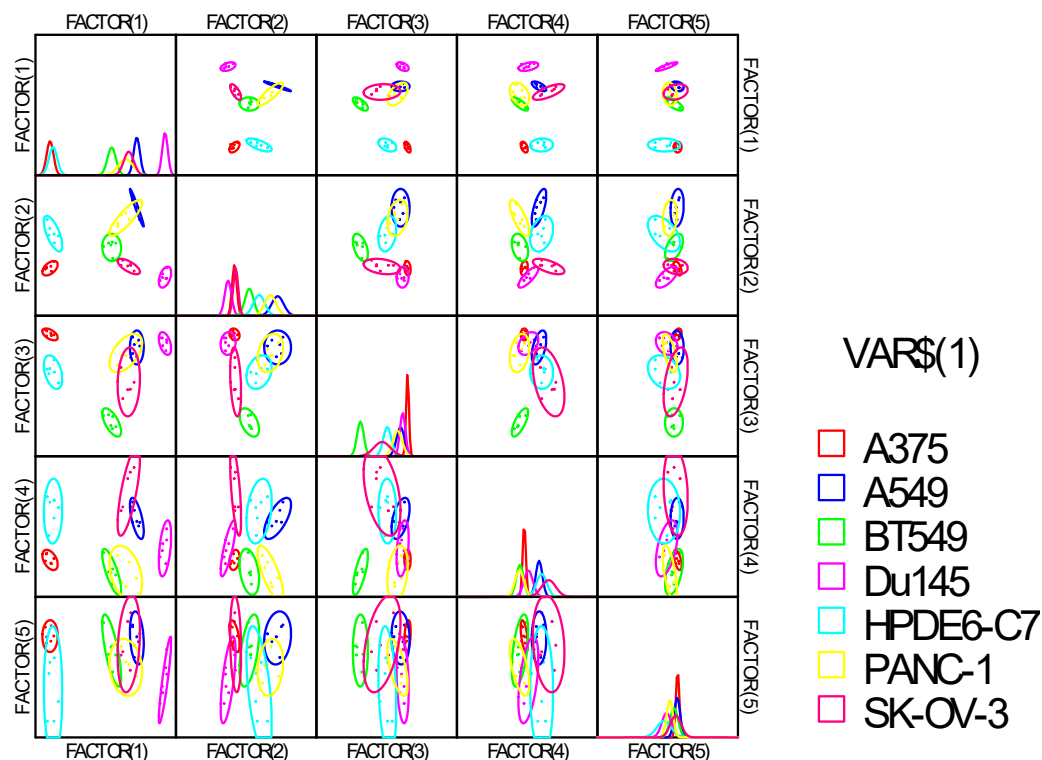 FACTOR(1) FACTOR(2) FACTOR(3) FACTOR(4) FACTOR(5)
FACTOR(1)
FACTOR(1)
FACTOR(2)
FACTOR(2)
FACTOR(3)
FACTOR(3)
FACTOR(4)
FACTOR(4)
FACTOR(5)
FACTOR(5)
FACTOR(1) FACTOR(2) FACTOR(3) FACTOR(4) FACTOR(5)
VAR$(1)
A375
A549
BT549
Du145
HPDE6-C7
PANC-1
SK-OV-3